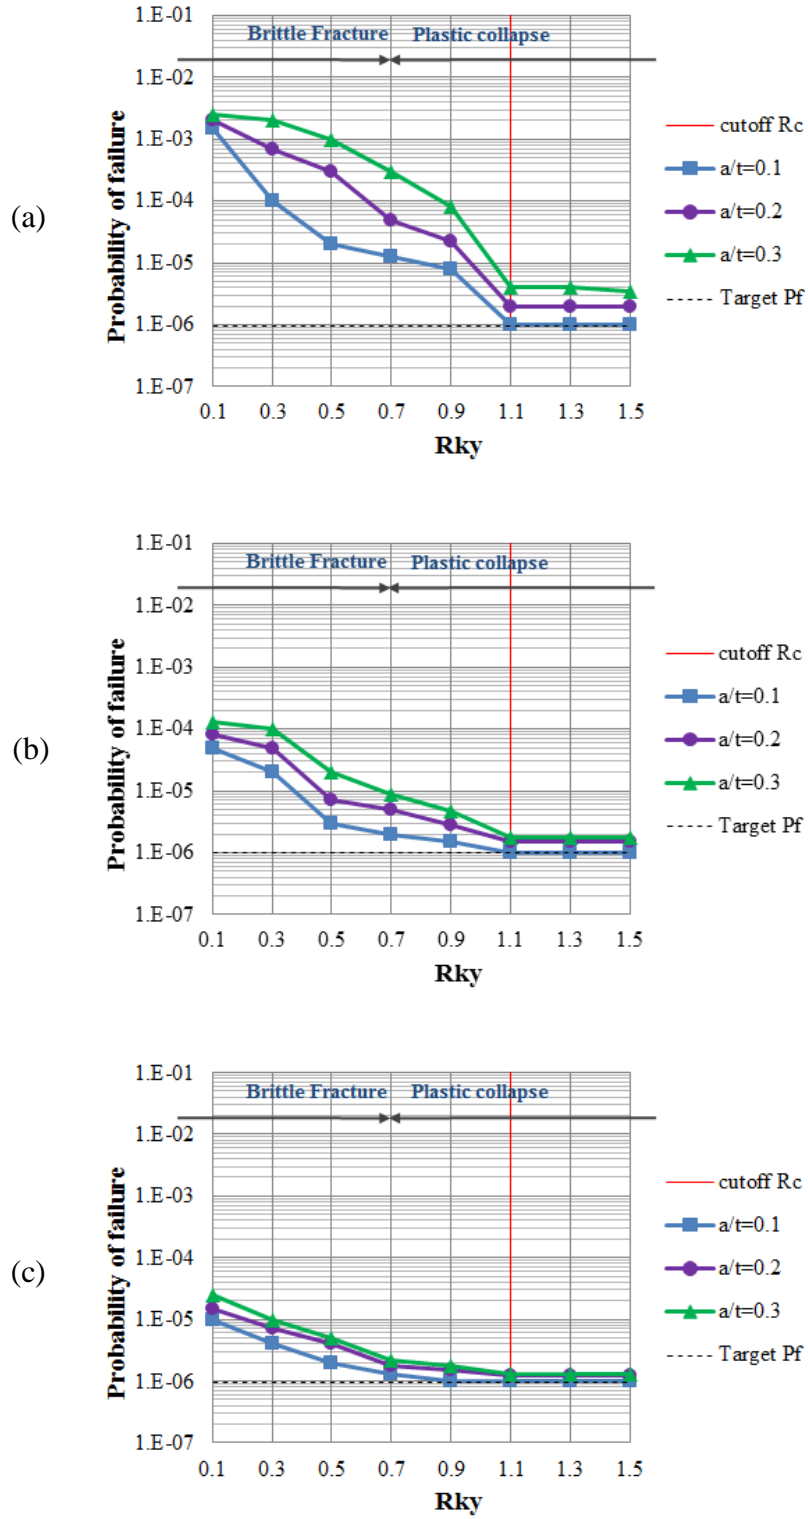 (a)
Probability of failure
1.E-01
1.E-02
1.E-03
1.E-04
1.E-05
1.E-06
1.E-07
Brittle Fracture
Plastic collapse
0.1 0.3 0.5 0.7 0.9 1.1 1.3 1.5
Rky
cutoff Rc
a/t=0.1
a/t=0.2
a/t=0.3
Target Pf
(b)
Probability of failure
1.E-01
1.E-02
1.E-03
1.E-04
1.E-05
1.E-06
1.E-07
Brittle Fracture
Plastic collapse
0.1 0.3 0.5 0.7 0.9 1.1 1.3 1.5
Rky
cutoff Rc
a/t=0.1
a/t=0.2
a/t=0.3
Target Pf
(c)
Probability of failure
1.E-01
1.E-02
1.E-03
1.E-04
1.E-05
1.E-06
1.E-07
Brittle Fracture
Plastic collapse
0.1 0.3 0.5 0.7 0.9 1.1 1.3 1.5
Rky
cutoff Rc
a/t=0.1
a/t=0.2
a/t=0.3
Target Pf